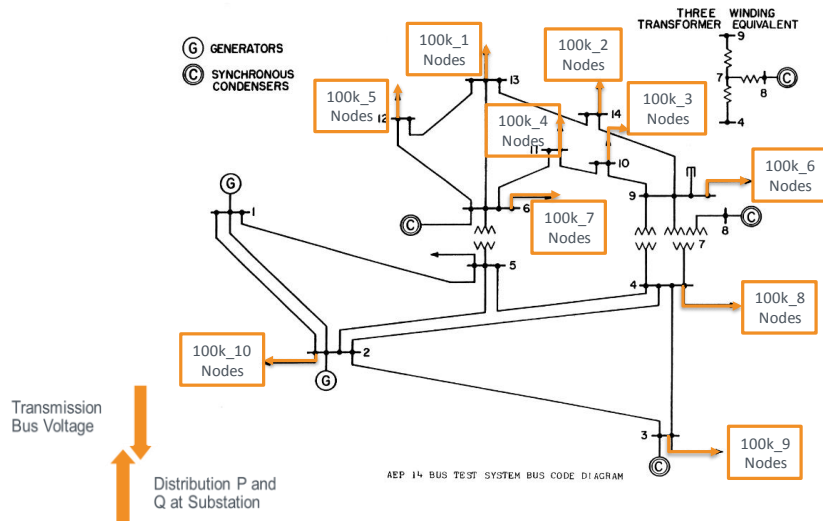 THREE WINDING
TRANSFORMER EQUIVALENT
9
7
8
C
4
G GENERATORS
C SYNCHRONOUS
CONDENSERS
100k_1
Nodes
13
100k_2
Nodes
14
100k_5
Nodes
12
100k_4
Nodes
11
100k_3
Nodes
10
100k_6
Nodes
9
G
1
C
6
100k_7
Nodes
C
8
7
5
4
100k_8
Nodes
100k_10
Nodes
2
G
3
C
100k_9
Nodes
Transmission
Bus Voltage
Distribution P and
Q at Substation
AEP 14 BUS TEST SYSTEM BUS CODE DIAGRAM